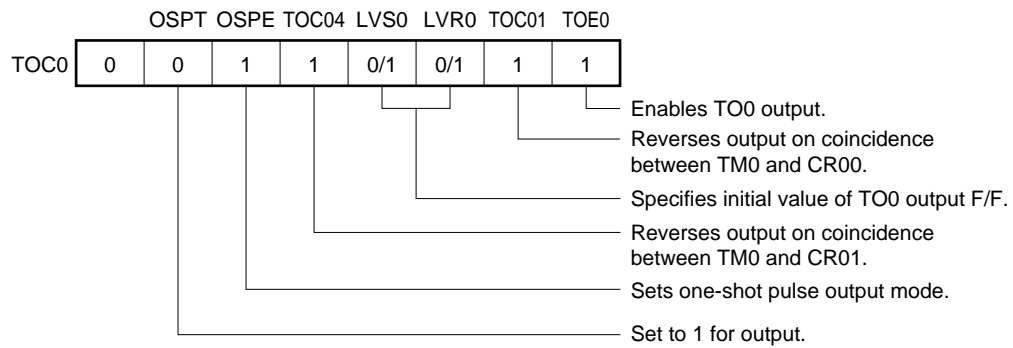 OSPT OSPE TOC04 LVS0 LVR0 TOC01 TOE0
TOC0 0 0 1 1 0/1 0/1 1 1
Enables TO0 output.
Reverses output on coincidence
between TM0 and CR00.
Specifies initial value of TO0 output F/F.
Reverses output on coincidence
between TM0 and CR01.
Sets one-shot pulse output mode.
Set to 1 for output.